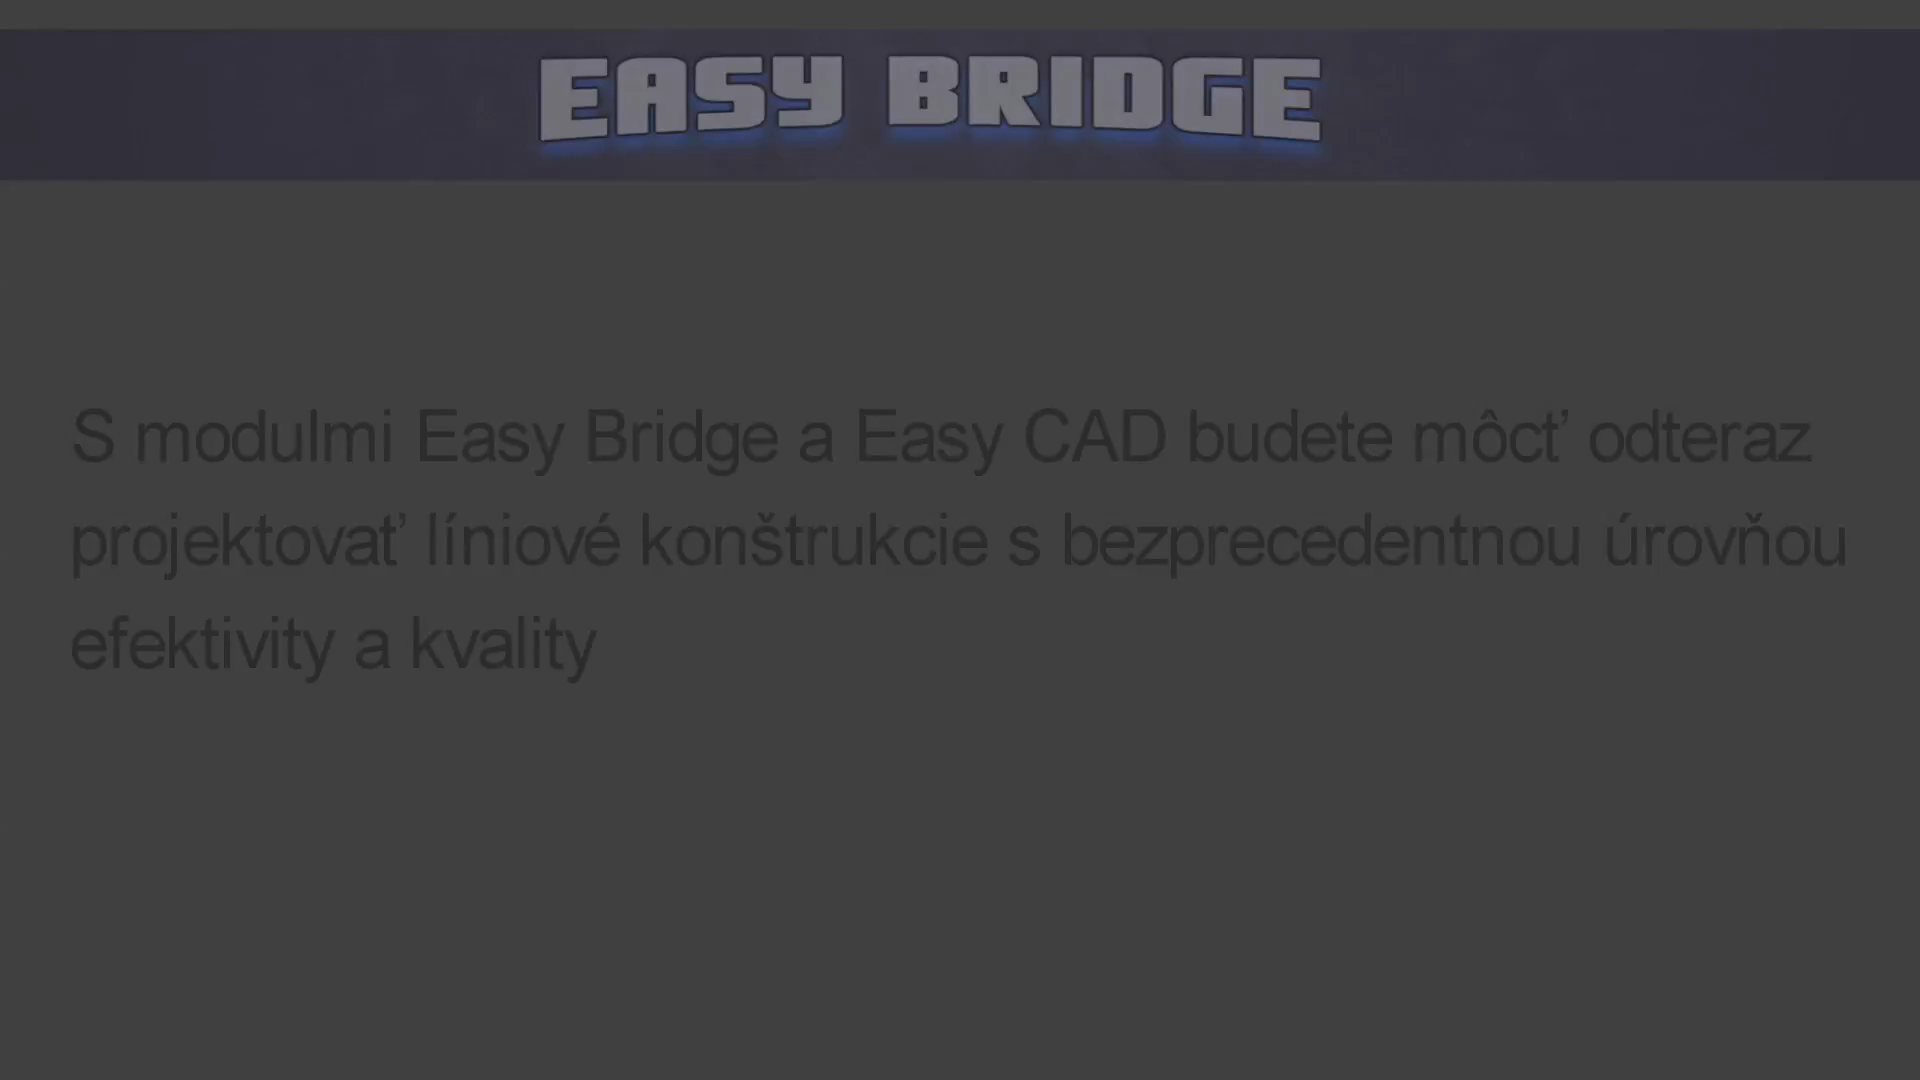 EASY BRIDGE
S modulmi Easy Bridge a Easy CAD budete môcť odteraz
projektovať líniové konštrukcie s bezprecedentnou úrovňou
efektivity a kvality